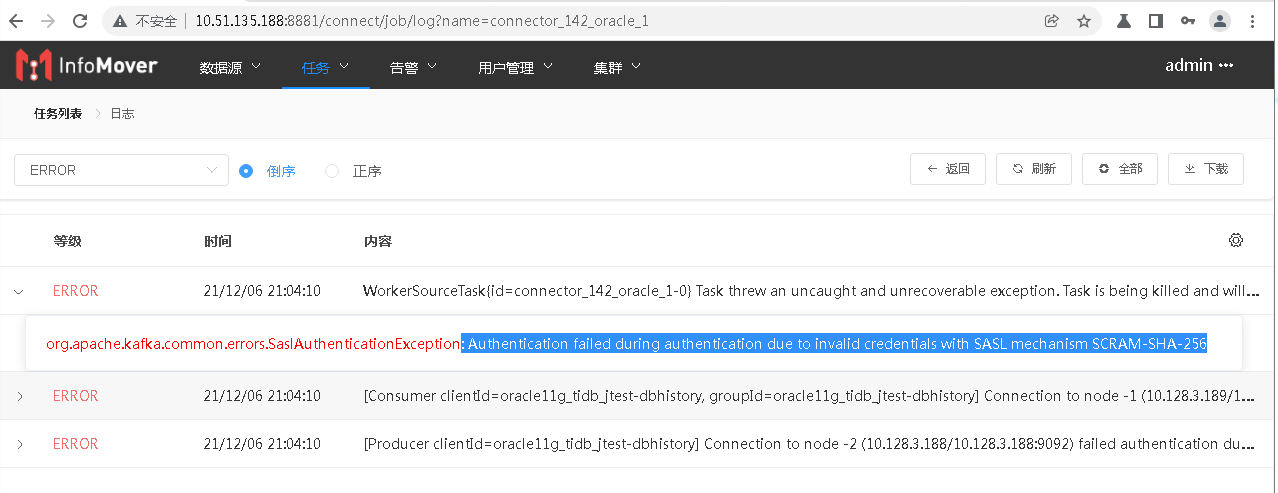 不安全 10.51.135.188:8881/connect/job/log?name=connector_142_oracle_1
InfoMover 数据源 任务 告警 用户管理 集群 admin •••
任务列表 > 日志
ERROR 倒序 正序 返回 刷新 全部 下载
等级 时间 内容
ERROR 21/12/06 21:04:10 WorkerSourceTask{id=connector_142_oracle_1-0} Task threw an uncaught and unrecoverable exception. Task is being killed and will...
org.apache.kafka.common.errors.SaslAuthenticationException: Authentication failed during authentication due to invalid credentials with SASL mechanism SCRAM-SHA-256
ERROR 21/12/06 21:04:10 [Consumer clientId=oracle11g_tidb_jtest-dbhistory, groupId=oracle11g_tidb_jtest-dbhistory] Connection to node -1 (10.128.3.189/1...
ERROR 21/12/06 21:04:10 [Producer clientId=oracle11g_tidb_jtest-dbhistory] Connection to node -2 (10.128.3.188/10.128.3.188:9092) failed authentication du...